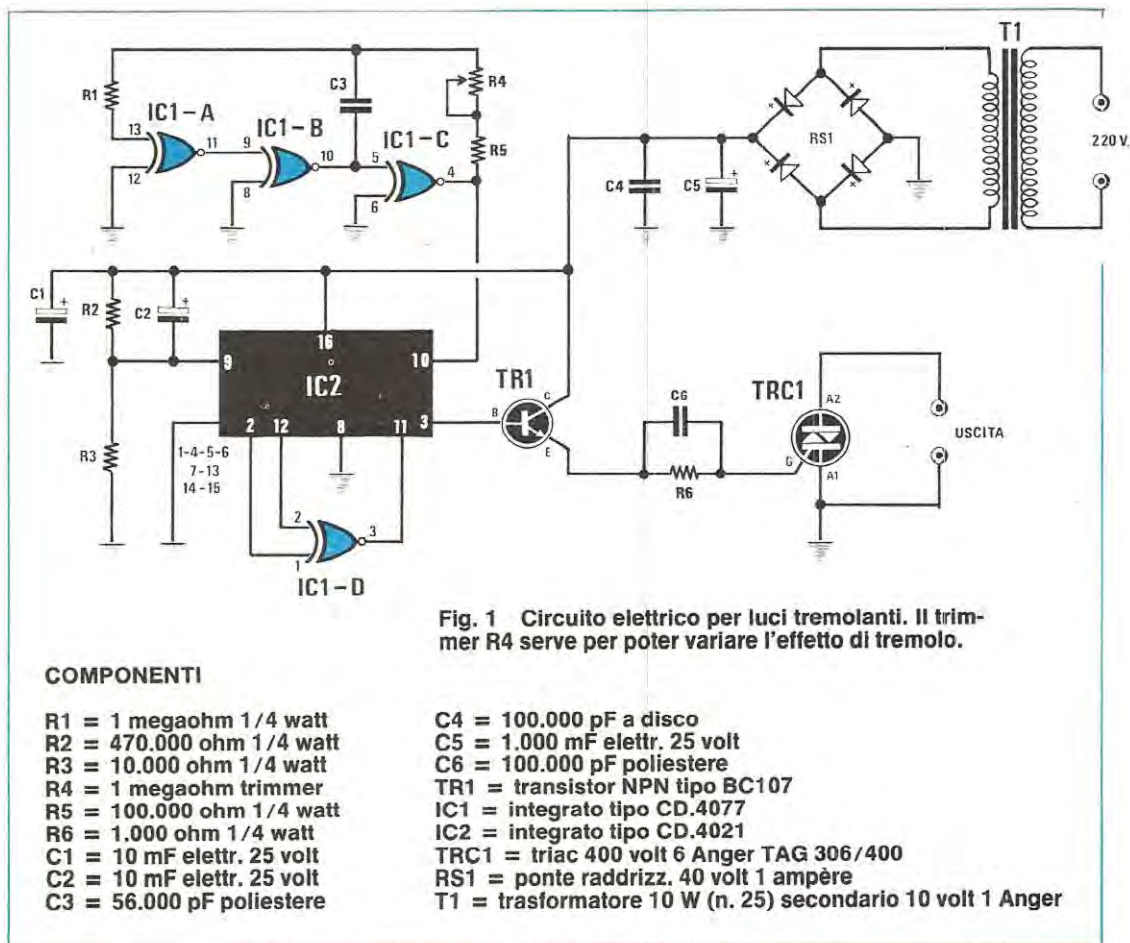 T1
R1
IC1-A
13
12
11
IC1-B
9
8
10
C3
IC1-C
5
6
4
R4
R5
RS1
220 V.
C4
C5
+
C1
+
R2
C2
+
R3
9
16
10
IC2
2
12
8
11
3
1-4-5-6
7-13
14-15
2
1
3
IC1-D
TR1
B
C
E
C6
R6
TRC1
A2
G
A1
USCITA
Fig. 1 Circuito elettrico per luci tremolanti. Il trim-
mer R4 serve per poter variare l'effetto di tremolo.
COMPONENTI
R1 = 1 megaohm 1/4 watt
R2 = 470.000 ohm 1/4 watt
R3 = 10.000 ohm 1/4 watt
R4 = 1 megaohm trimmer
R5 = 100.000 ohm 1/4 watt
R6 = 1.000 ohm 1/4 watt
C1 = 10 mF elettr. 25 volt
C2 = 10 mF elettr. 25 volt
C3 = 56.000 pF poliestere
C4 = 100.000 pF a disco
C5 = 1.000 mF elettr. 25 volt
C6 = 100.000 pF poliestere
TR1 = transistor NPN tipo BC107
IC1 = integrato tipo CD.4077
IC2 = integrato tipo CD.4021
TRC1 = triac 400 volt 6 Anger TAG 306/400
RS1 = ponte raddrizz. 40 volt 1 ampère
T1 = trasformatore 10 W (n. 25) secondario 10 volt 1 Anger